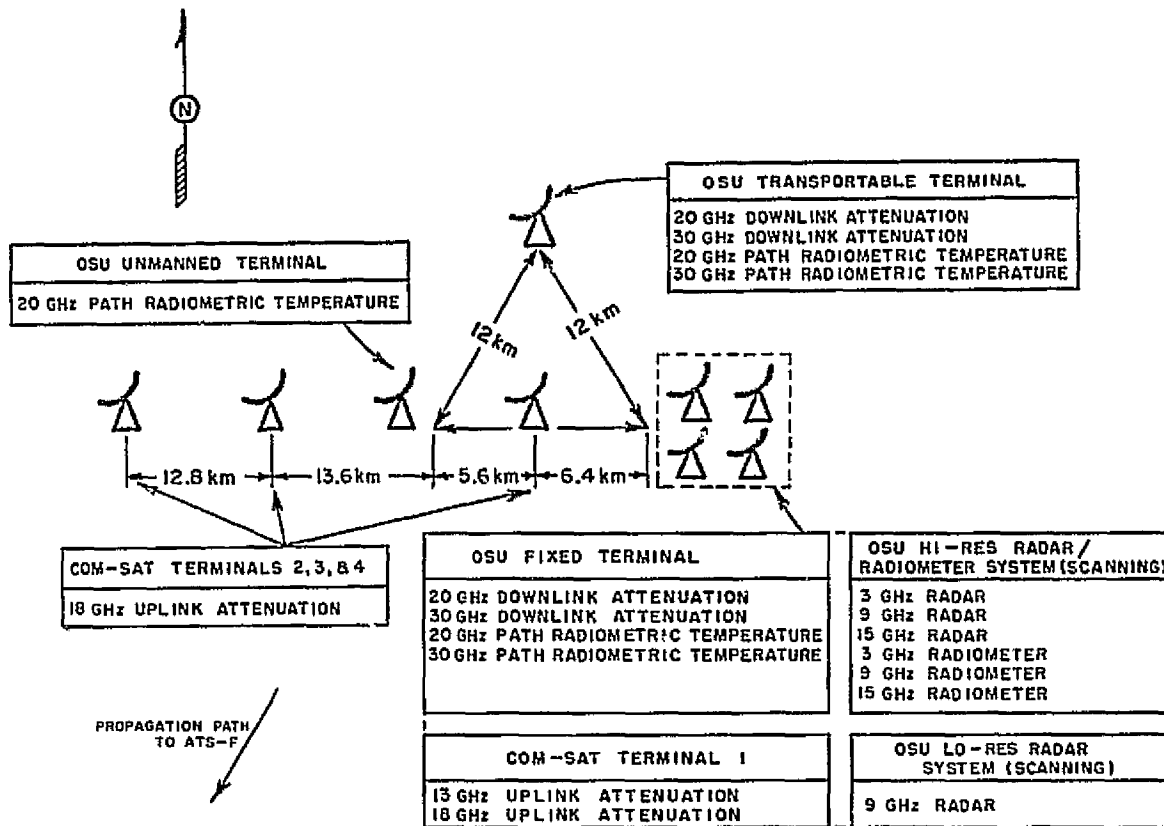 N
OSU TRANSPORTABLE TERMINAL
20 GHz DOWNLINK ATTENUATION
30 GHz DOWNLINK ATTENUATION
20 GHz PATH RADIOMETRIC TEMPERATURE
30 GHz PATH RADIOMETRIC TEMPERATURE
OSU UNMANNED TERMINAL
20 GHz PATH RADIOMETRIC TEMPERATURE
12 km
12 km
12.8 km
13.6 km
5.6 km
6.4 km
COM-SAT TERMINALS 2, 3, & 4
18 GHz UPLINK ATTENUATION
OSU FIXED TERMINAL
20 GHz DOWNLINK ATTENUATION
30 GHz DOWNLINK ATTENUATION
20 GHz PATH RADIOMETRIC TEMPERATURE
30 GHz PATH RADIOMETRIC TEMPERATURE
OSU HI-RES RADAR /
RADIOMETER SYSTEM (SCANNING)
3 GHz RADAR
9 GHz RADAR
15 GHz RADAR
3 GHz RADIOMETER
9 GHz RADIOMETER
15 GHz RADIOMETER
PROPAGATION PATH
TO ATS-F
COM-SAT TERMINAL 1
13 GHz UPLINK ATTENUATION
18 GHz UPLINK ATTENUATION
OSU LO-RES RADAR
SYSTEM (SCANNING)
9 GHz RADAR